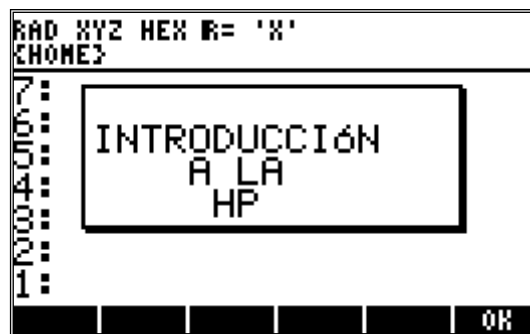 RAD XYZ HEX R= 'X'
{HOME}
7:
6:
5:
4:
3:
2:
1:
INTRODUCCIóN
A LA
HP
OK